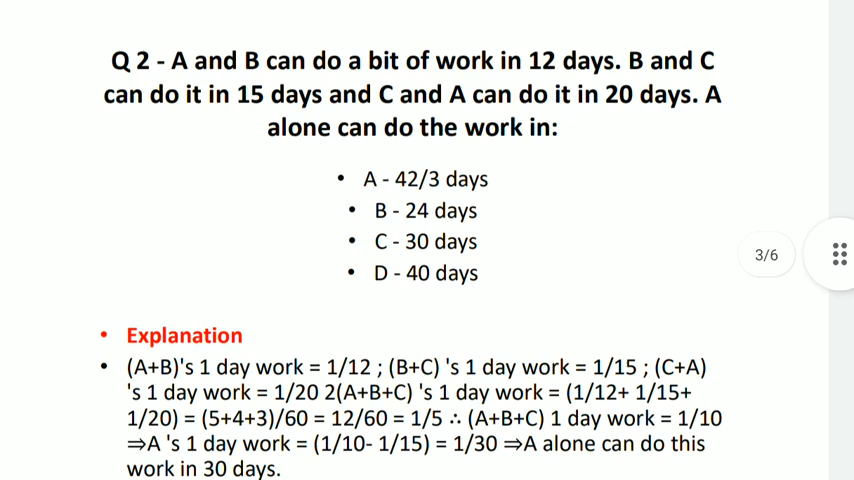 Q 2 - A and B can do a bit of work in 12 days. B and C
can do it in 15 days and C and A can do it in 20 days. A
alone can do the work in:
• A - 42/3 days
• B - 24 days
• C - 30 days
• D - 40 days
3/6
• Explanation
• (A+B)'s 1 day work = 1/12 ; (B+C) 's 1 day work = 1/15 ; (C+A)
's 1 day work = 1/20 2(A+B+C) 's 1 day work = (1/12+ 1/15+
1/20) = (5+4+3)/60 = 12/60 = 1/5 ∴ (A+B+C) 1 day work = 1/10
⇒A 's 1 day work = (1/10- 1/15) = 1/30 ⇒A alone can do this
work in 30 days.